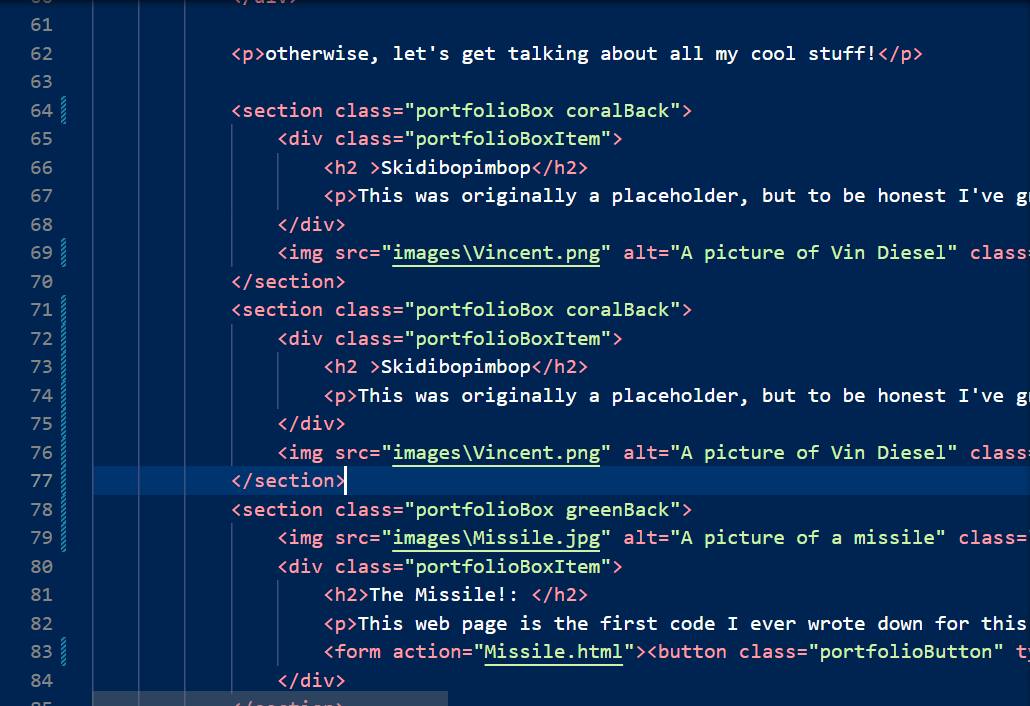 61
62 <p>otherwise, let's get talking about all my cool stuff!</p>
63
64 <section class="portfolioBox coralBack">
65 <div class="portfolioBoxItem">
66 <h2 >Skidibopimbop</h2>
67 <p>This was originally a placeholder, but to be honest I've g
68 </div>
69 <img src="images\Vincent.png" alt="A picture of Vin Diesel" class=
70 </section>
71 <section class="portfolioBox coralBack">
72 <div class="portfolioBoxItem">
73 <h2 >Skidibopimbop</h2>
74 <p>This was originally a placeholder, but to be honest I've g
75 </div>
76 <img src="images\Vincent.png" alt="A picture of Vin Diesel" class=
77 </section>
78 <section class="portfolioBox greenBack">
79 <img src="images\Missile.jpg" alt="A picture of a missile" class=
80 <div class="portfolioBoxItem">
81 <h2>The Missile!: </h2>
82 <p>This web page is the first code I ever wrote down for this
83 <form action="Missile.html"><button class="portfolioButton" ty
84 </div>